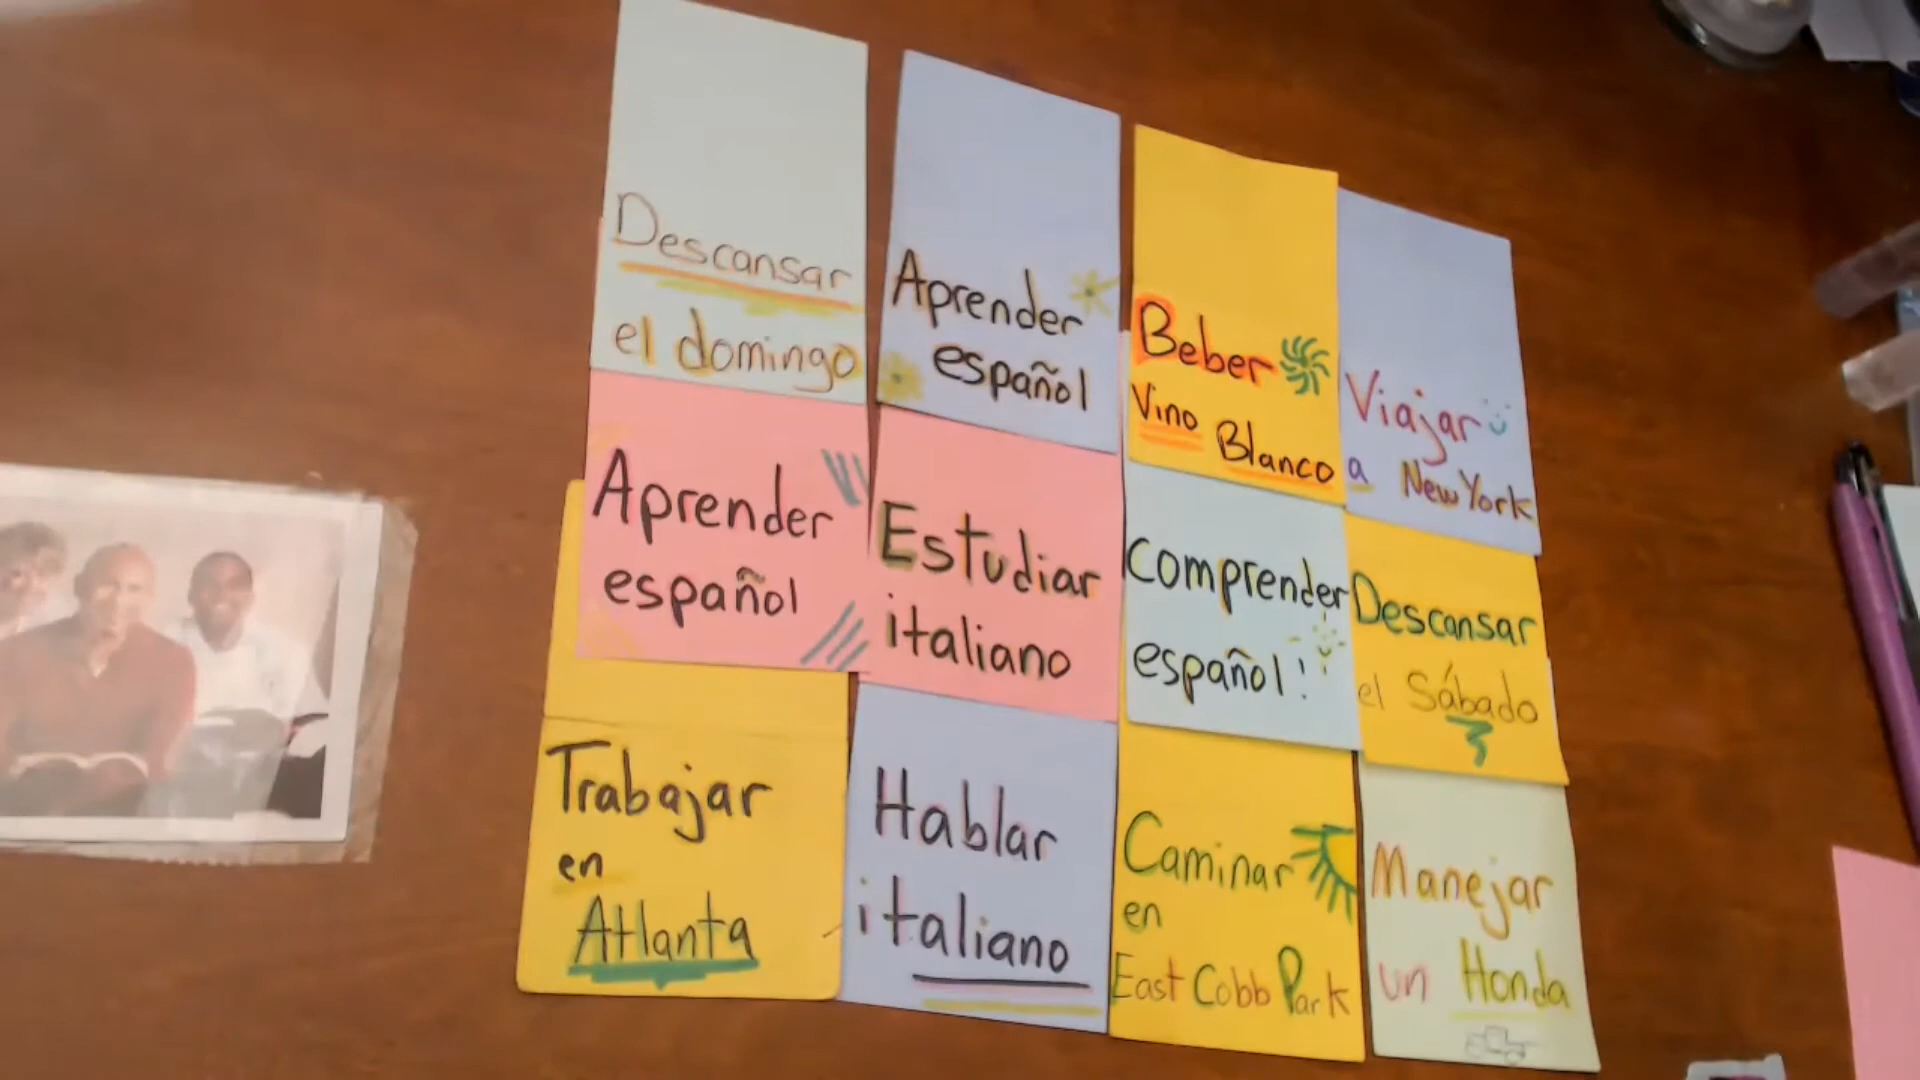 Descansar
el domingo
Aprender
español
Beber
Vino Blanco
Viajar
a New York
Aprender
español
Estudiar
italiano
Comprender
español!
Descansar
el Sábado
Trabajar
en
Atlanta
Hablar
italiano
Caminar
en
East Cobb Park
Manejar
un Honda